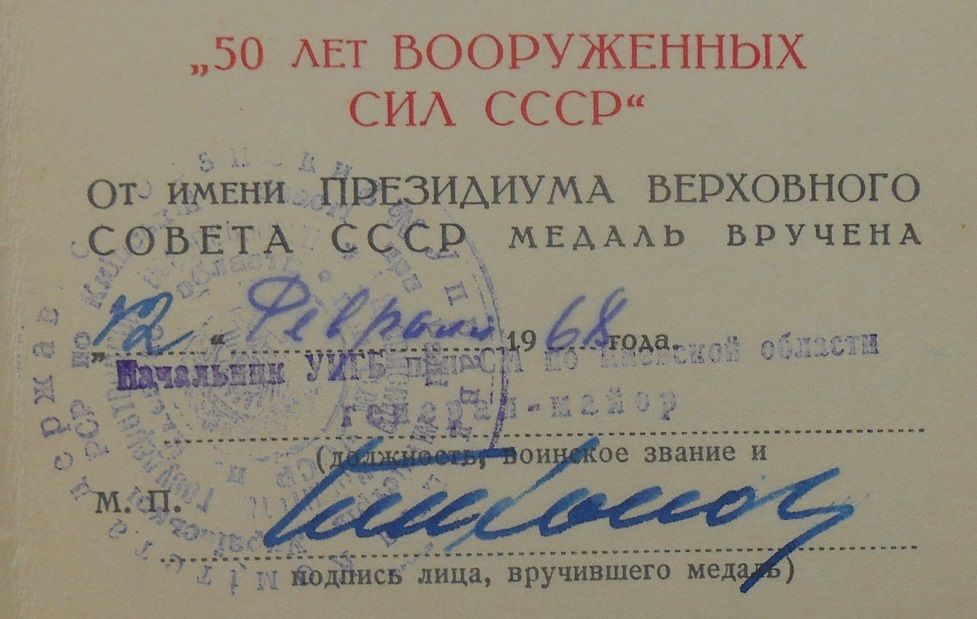 „50 ЛЕТ ВООРУЖЕННЫХ
СИЛ СССР“
ОТ ИМЕНИ ПРЕЗИДИУМА ВЕРХОВНОГО
СОВЕТА СССР МЕДАЛЬ ВРУЧЕНА
„12“ Февраля 1968 года.
Начальник УКГБ при СМ по Киевской области
генерал-майор
(должность, воинское звание и
М. П.
подпись лица, вручившего медаль)